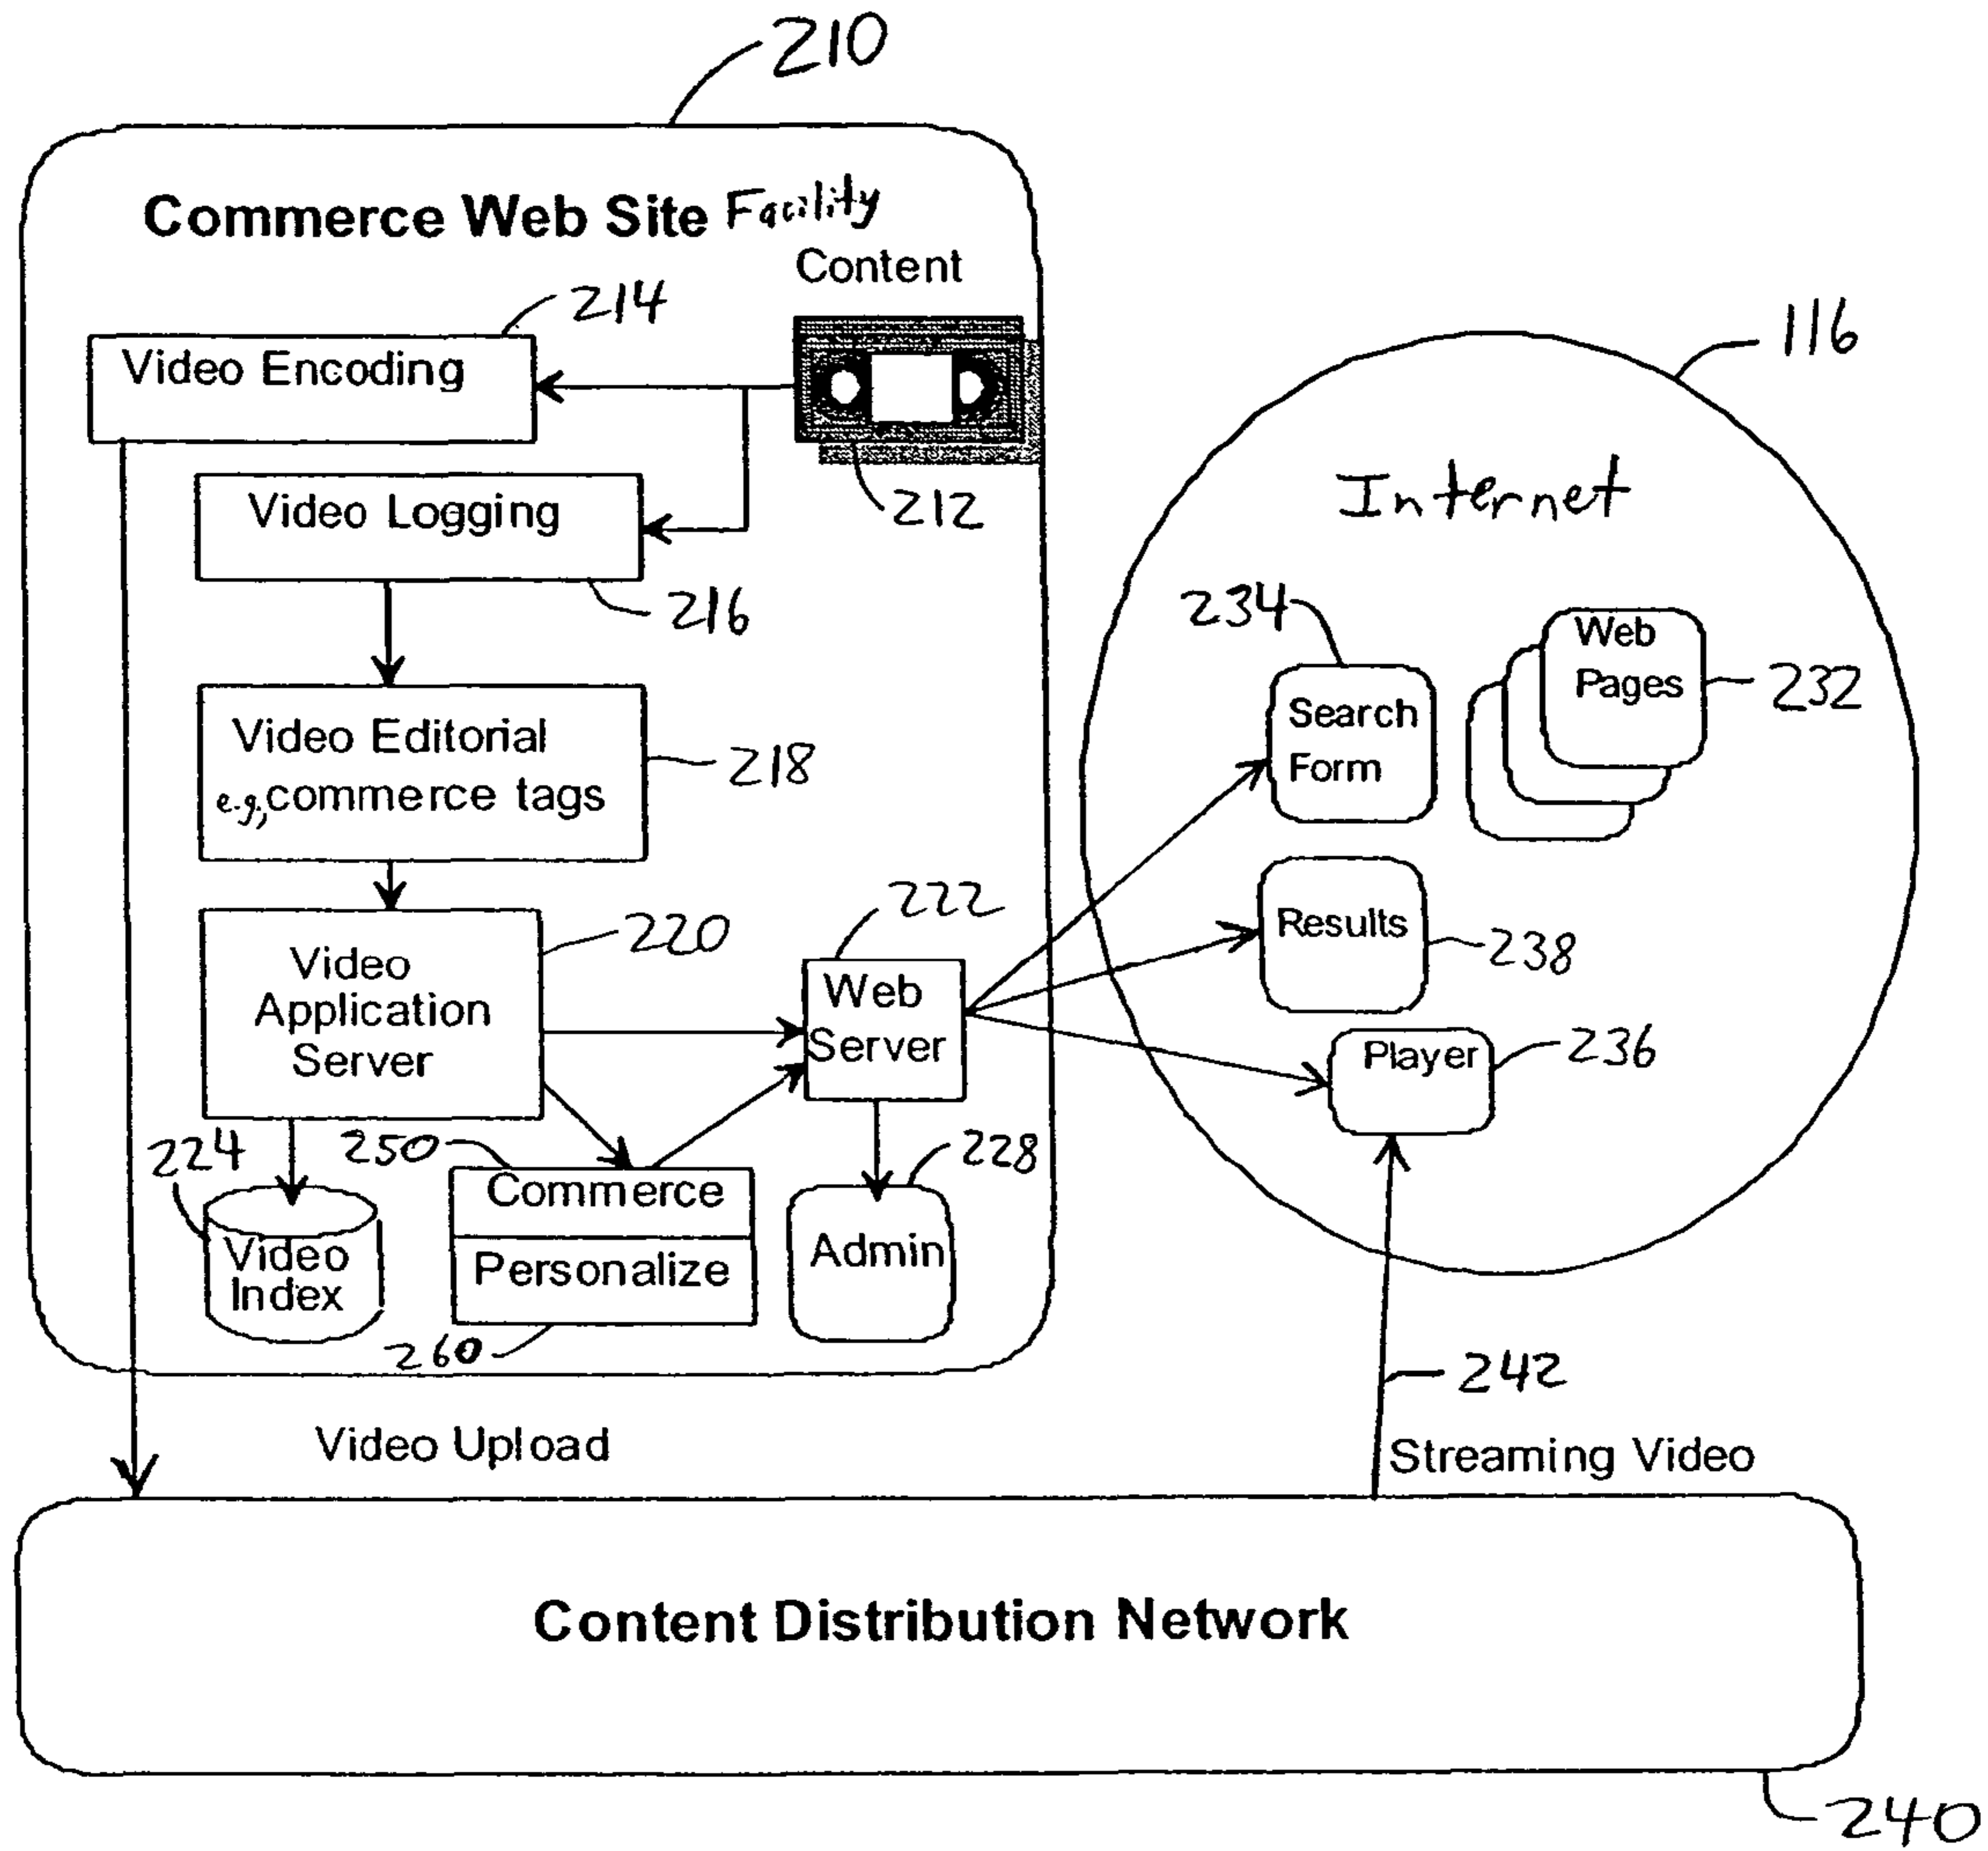 210
Commerce Web Site Facility
Content
214
Video Encoding
212
Video Logging
216
Video Editorial
e.g., commerce tags
218
Video
Application
Server
220
222
Web
Server
224
Video
Index
250
Commerce
Personalize
260
228
Admin
116
Internet
234
Search
Form
Web
Pages
232
Results
238
Player
236
242
Video Upload
Streaming Video
Content Distribution Network
240